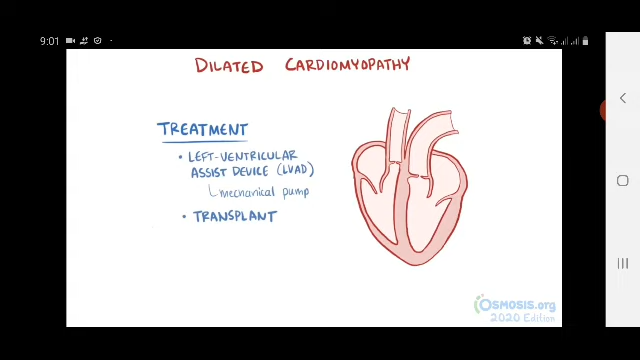 9:01
DILATED CARDIOMYOPATHY
TREATMENT
• LEFT-VENTRICULAR
ASSIST DEVICE (LVAD)
mechanical pump
• TRANSPLANT
OSMOSIS.org
2020 Edition